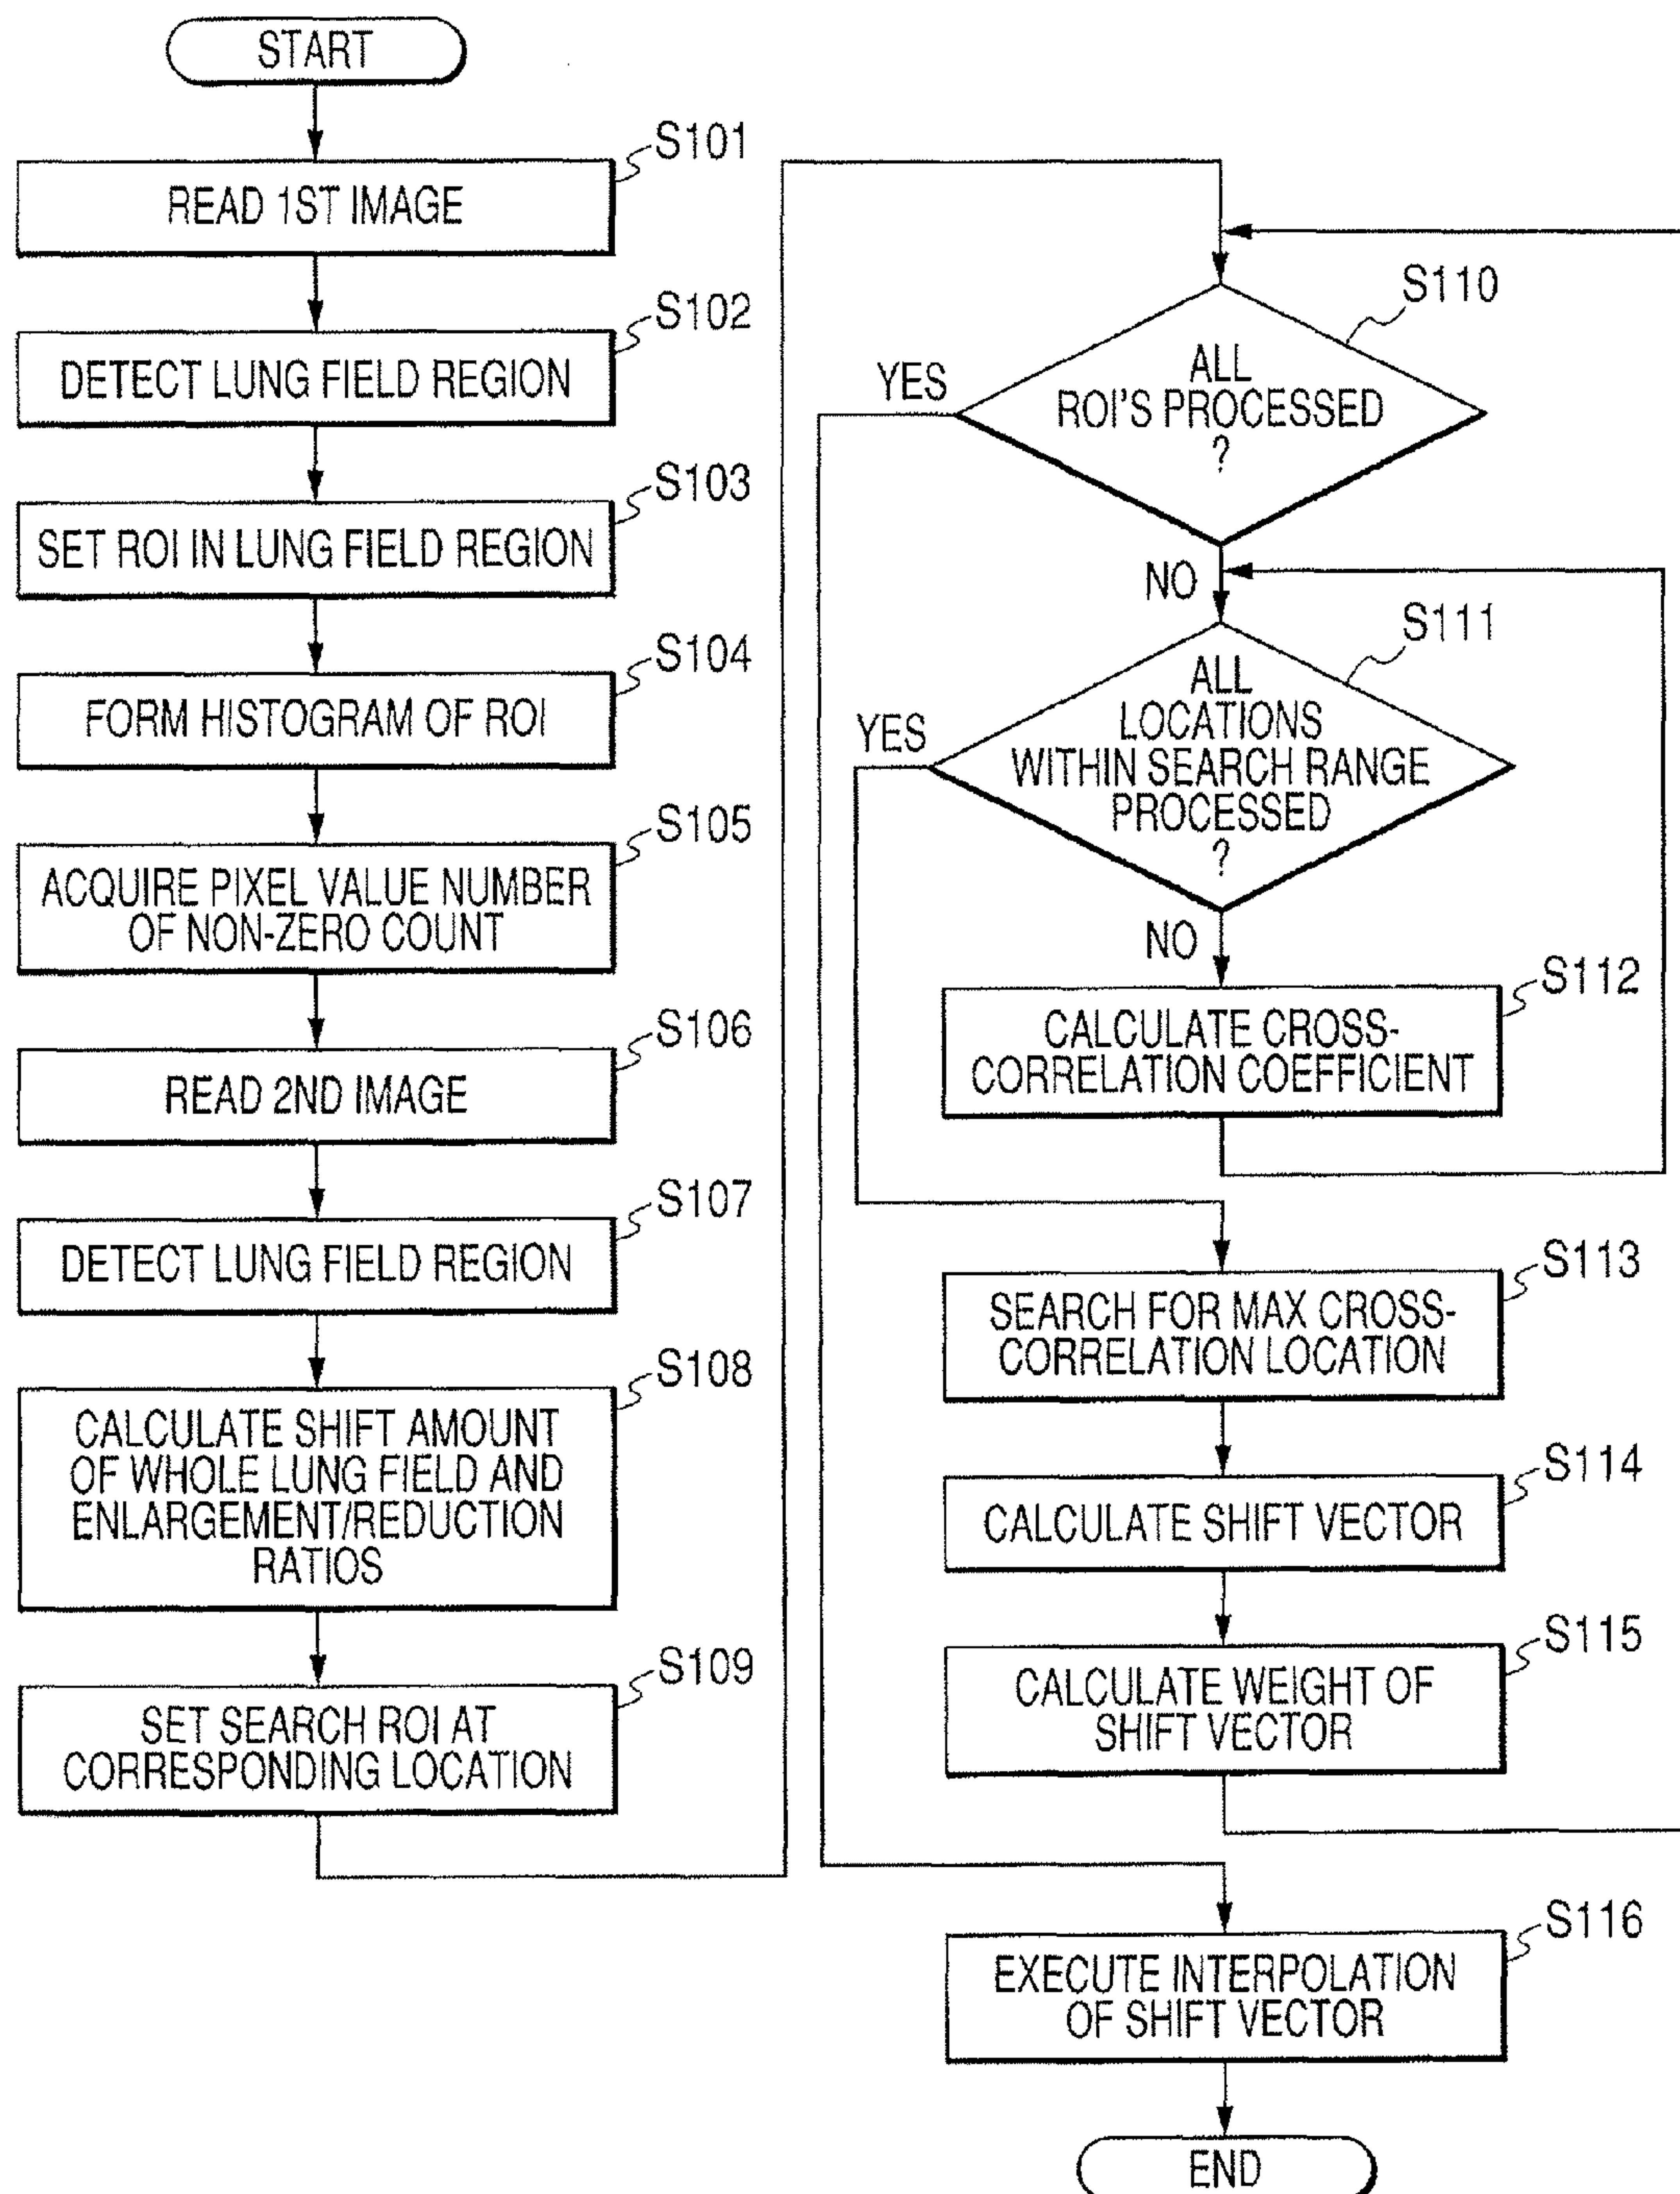 START
S101
READ 1ST IMAGE
S102
DETECT LUNG FIELD REGION
S103
SET ROI IN LUNG FIELD REGION
S104
FORM HISTOGRAM OF ROI
S105
ACQUIRE PIXEL VALUE NUMBER
OF NON-ZERO COUNT
S106
READ 2ND IMAGE
S107
DETECT LUNG FIELD REGION
S108
CALCULATE SHIFT AMOUNT
OF WHOLE LUNG FIELD AND
ENLARGEMENT/REDUCTION
RATIOS
S109
SET SEARCH ROI AT
CORRESPONDING LOCATION
S110
ALL
ROI'S PROCESSED
?
YES
NO
S111
ALL
LOCATIONS
WITHIN SEARCH RANGE
PROCESSED
?
YES
NO
S112
CALCULATE CROSS-
CORRELATION COEFFICIENT
S113
SEARCH FOR MAX CROSS-
CORRELATION LOCATION
S114
CALCULATE SHIFT VECTOR
S115
CALCULATE WEIGHT OF
SHIFT VECTOR
S116
EXECUTE INTERPOLATION
OF SHIFT VECTOR
END